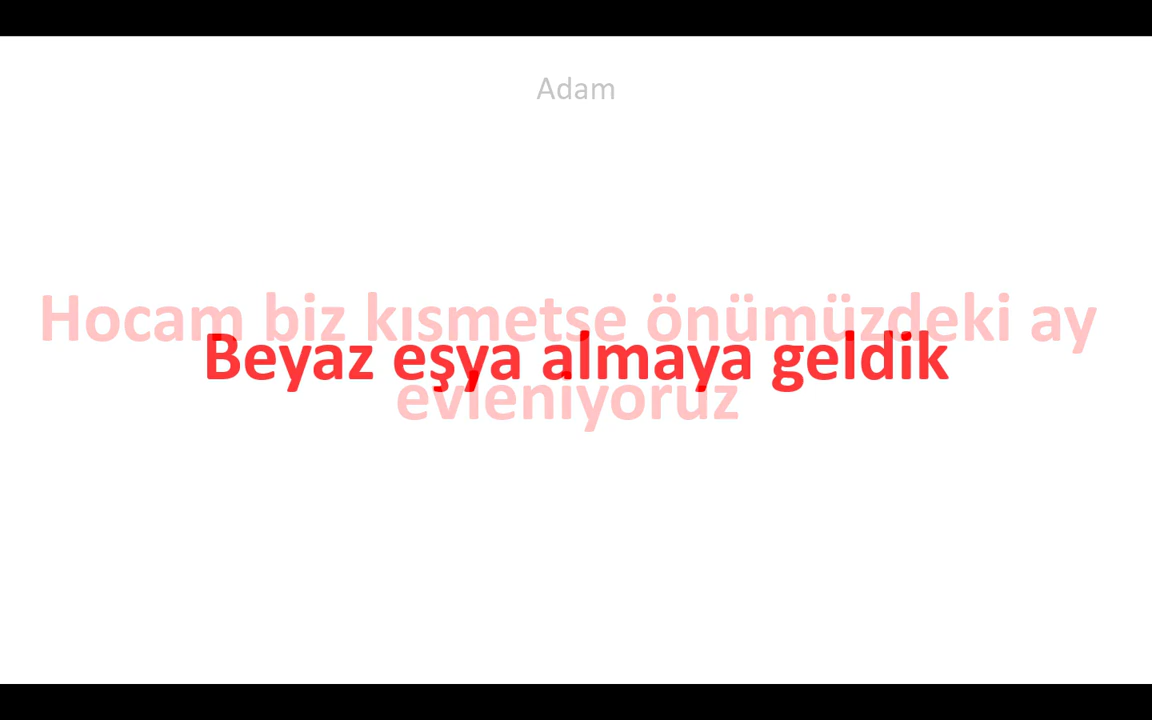 Adam
Hocam biz kısmetse önümüzdeki ay
Beyaz eşya almaya geldik
evleniyoruz